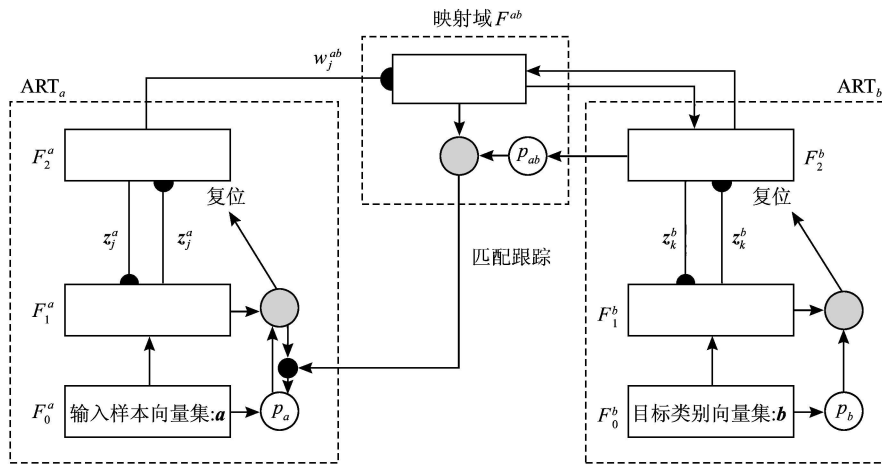 映射域 F^{ab}
w_j^{ab}
ART_a
ART_b
F_2^a
p_{ab}
F_2^b
复位
复位
z_j^a
z_j^a
匹配跟踪
z_k^b
z_k^b
F_1^a
F_1^b
F_0^a
输入样本向量集:a
p_a
F_0^b
目标类别向量集:b
p_b